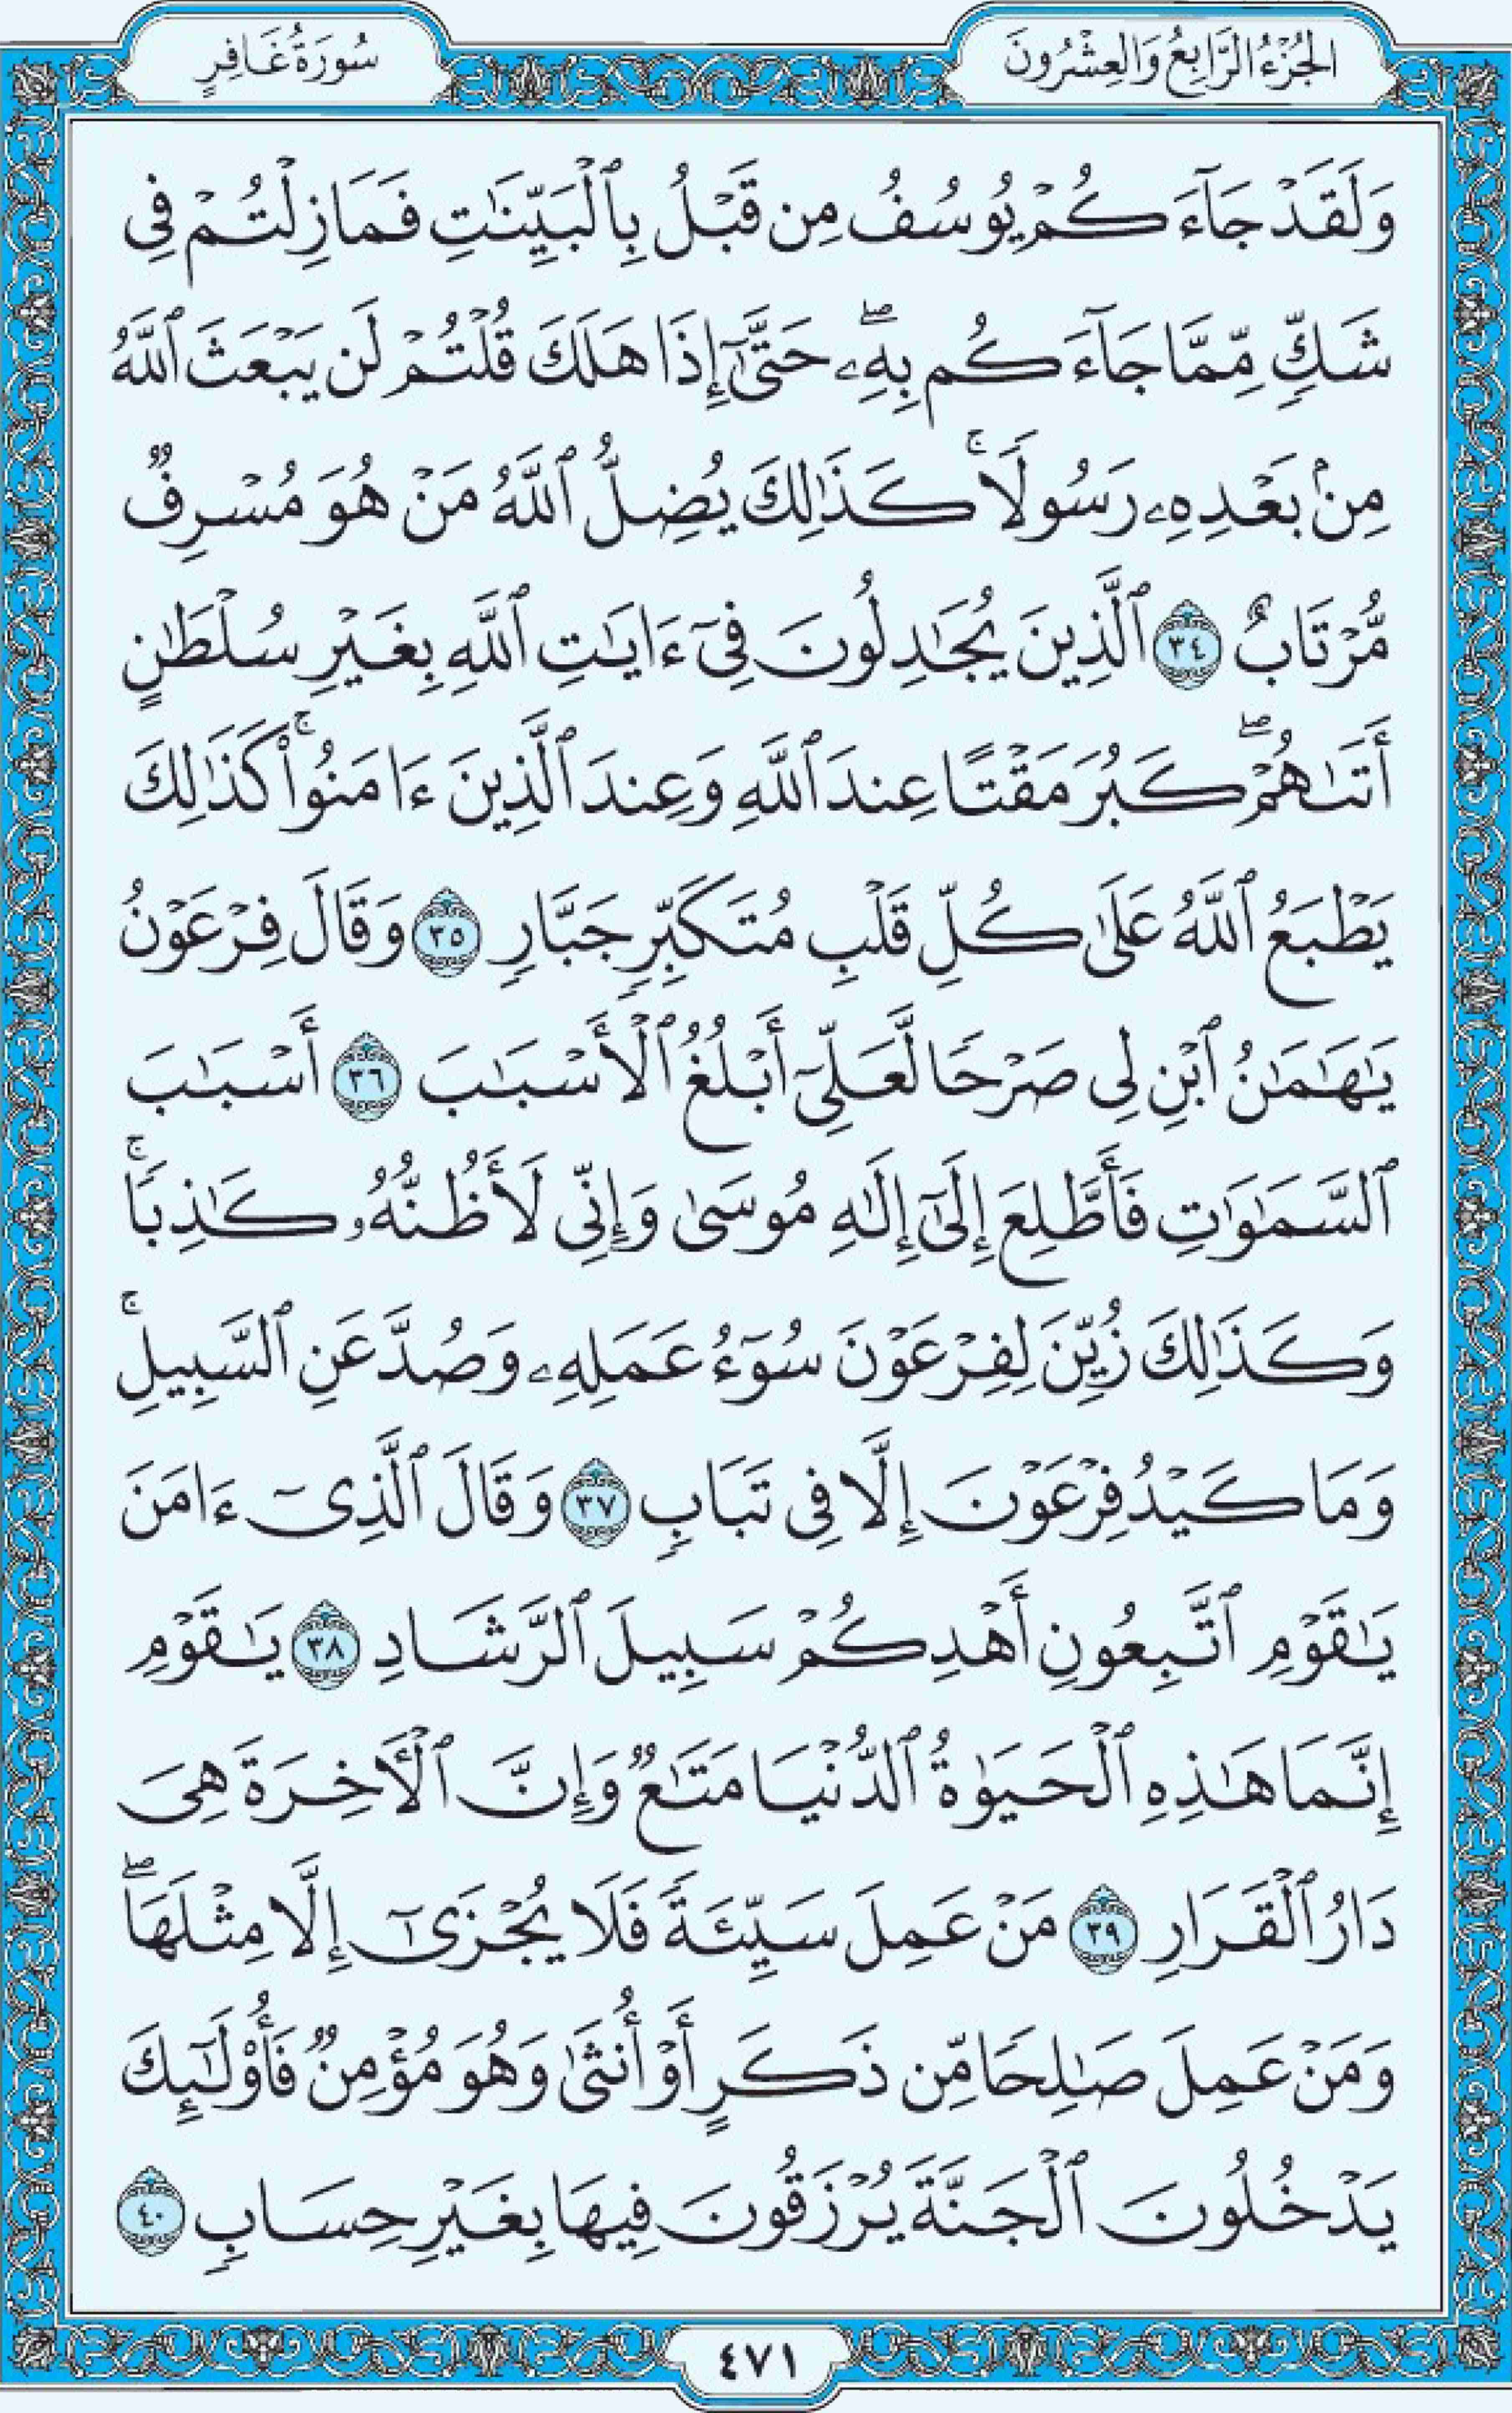 الجُزْءُ الرَّابِعُ وَالعِشْرُونَ
سُورَةُ غَافِرٍ
وَلَقَدْ جَآءَكُمْ يُوسُفُ مِن قَبْلُ بِٱلْبَيِّنَٰتِ فَمَا زِلْتُمْ فِى
شَكٍّ مِّمَّا جَآءَكُم بِهِۦۖ حَتَّىٰٓ إِذَا هَلَكَ قُلْتُمْ لَن يَبْعَثَ ٱللَّهُ
مِنۢ بَعْدِهِۦ رَسُولًاۚ كَذَٰلِكَ يُضِلُّ ٱللَّهُ مَنْ هُوَ مُسْرِفٌ
مُّرْتَابٌ ٣٤ ٱلَّذِينَ يُجَٰدِلُونَ فِىٓ ءَايَٰتِ ٱللَّهِ بِغَيْرِ سُلْطَٰنٍ
أَتَىٰهُمْۖ كَبُرَ مَقْتًا عِندَ ٱللَّهِ وَعِندَ ٱلَّذِينَ ءَامَنُوا۟ۚ كَذَٰلِكَ
يَطْبَعُ ٱللَّهُ عَلَىٰ كُلِّ قَلْبِ مُتَكَبِّرٍ جَبَّارٍ ٣٥ وَقَالَ فِرْعَوْنُ
يَٰهَٰمَٰنُ ٱبْنِ لِى صَرْحًا لَّعَلِّىٓ أَبْلُغُ ٱلْأَسْبَٰبَ ٣٦ أَسْبَٰبَ
ٱلسَّمَٰوَٰتِ فَأَطَّلِعَ إِلَىٰٓ إِلَٰهِ مُوسَىٰ وَإِنِّى لَأَظُنُّهُۥ كَٰذِبًاۚ
وَكَذَٰلِكَ زُيِّنَ لِفِرْعَوْنَ سُوٓءُ عَمَلِهِۦ وَصُدَّ عَنِ ٱلسَّبِيلِۚ
وَمَا كَيْدُ فِرْعَوْنَ إِلَّا فِى تَبَابٍ ٣٧ وَقَالَ ٱلَّذِىٓ ءَامَنَ
يَٰقَوْمِ ٱتَّبِعُونِ أَهْدِكُمْ سَبِيلَ ٱلرَّشَادِ ٣٨ يَٰقَوْمِ
إِنَّمَا هَٰذِهِ ٱلْحَيَوٰةُ ٱلدُّنْيَا مَتَٰعٌ وَإِنَّ ٱلْأَخِرَةَ هِىَ
دَارُ ٱلْقَرَارِ ٣٩ مَنْ عَمِلَ سَيِّئَةً فَلَا يُجْزَىٰٓ إِلَّا مِثْلَهَاۖ
وَمَنْ عَمِلَ صَٰلِحًا مِّن ذَكَرٍ أَوْ أُنثَىٰ وَهُوَ مُؤْمِنٌ فَأُو۟لَٰٓئِكَ
يَدْخُلُونَ ٱلْجَنَّةَ يُرْزَقُونَ فِيهَا بِغَيْرِ حِسَابٍ ٤٠
٤٧١